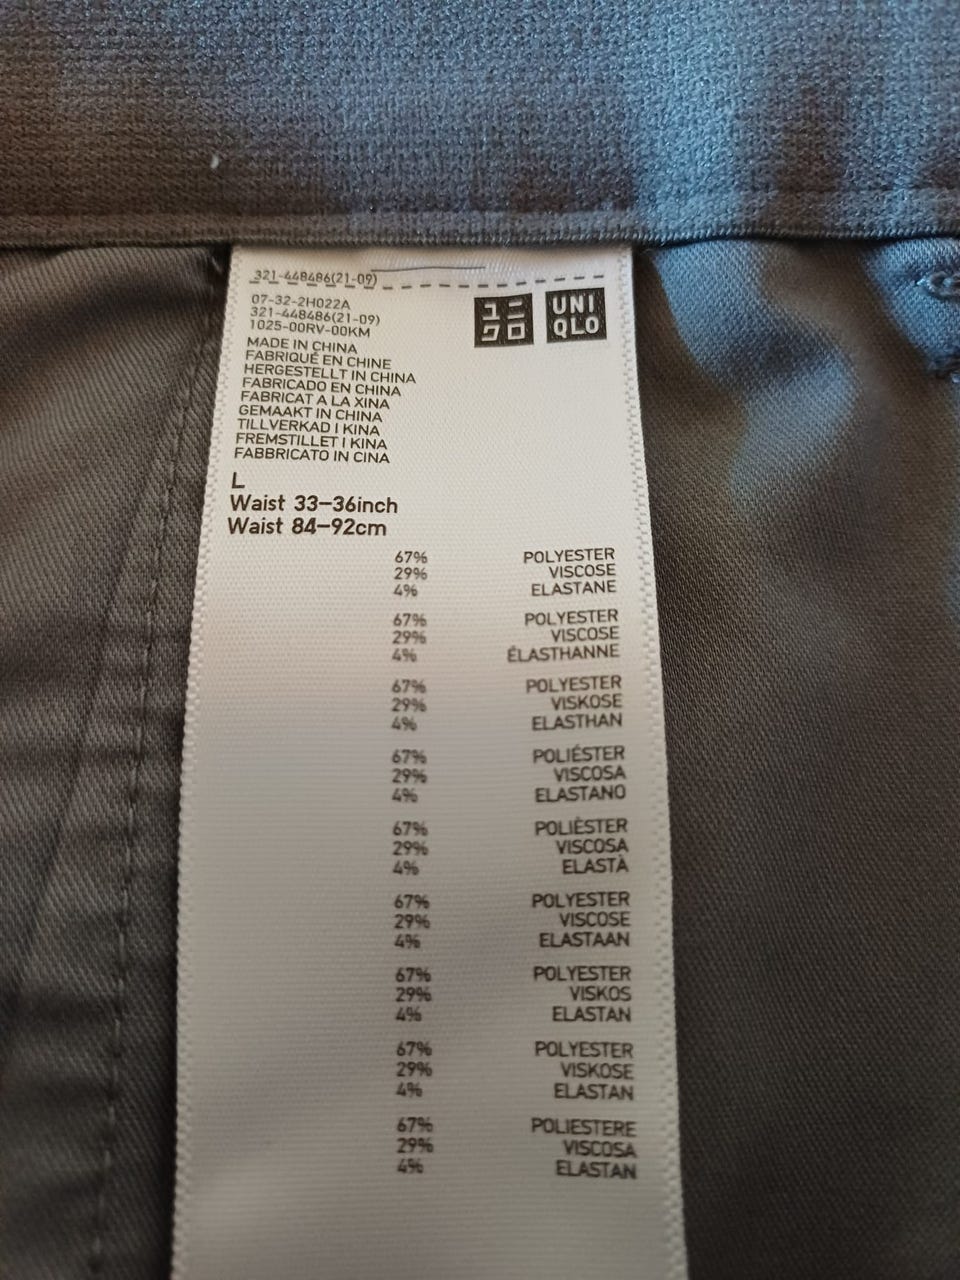 321-448486(21-09)
07-32-2H022A
321-448486(21-09)
1025-00RV-00KM
ユニ
クロ
UNI
QLO
MADE IN CHINA
FABRIQUÉ EN CHINE
HERGESTELLT IN CHINA
FABRICADO EN CHINA
FABRICAT A LA XINA
GEMAAKT IN CHINA
TILLVERKAD I KINA
FREMSTILLET I KINA
FABBRICATO IN CINA
L
Waist 33-36inch
Waist 84-92cm
67% POLYESTER
29% VISCOSE
4% ELASTANE
67% POLYESTER
29% VISCOSE
4% ÉLASTHANNE
67% POLYESTER
29% VISKOSE
4% ELASTHAN
67% POLIÉSTER
29% VISCOSA
4% ELASTANO
67% POLIÈSTER
29% VISCOSA
4% ELASTÀ
67% POLYESTER
29% VISCOSE
4% ELASTAAN
67% POLYESTER
29% VISKOS
4% ELASTAN
67% POLYESTER
29% VISKOSE
4% ELASTAN
67% POLIESTERE
29% VISCOSA
4% ELASTAN